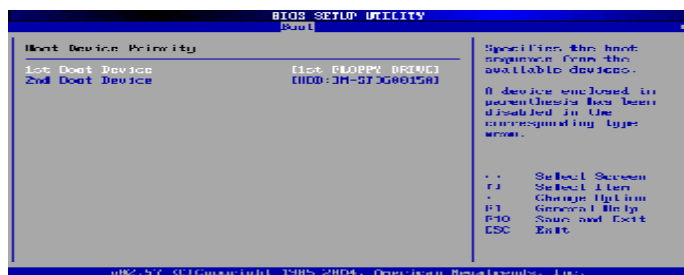 BIOS SETUP UTILITY
Boot
Boot Device Priority
1st Boot Device [1st FLOPPY DRIVE]
2nd Boot Device
Specifies the boot
sequence from the
available devices.
A device enclosed in
parenthesis has been
disabled in the
corresponding type
menu.
Select Screen
Select Item
Change Option
F1 General Help
F10 Save and Exit
ESC Exit
v02.57 (C)Copyright 1985-2004, American Megatrends, Inc.